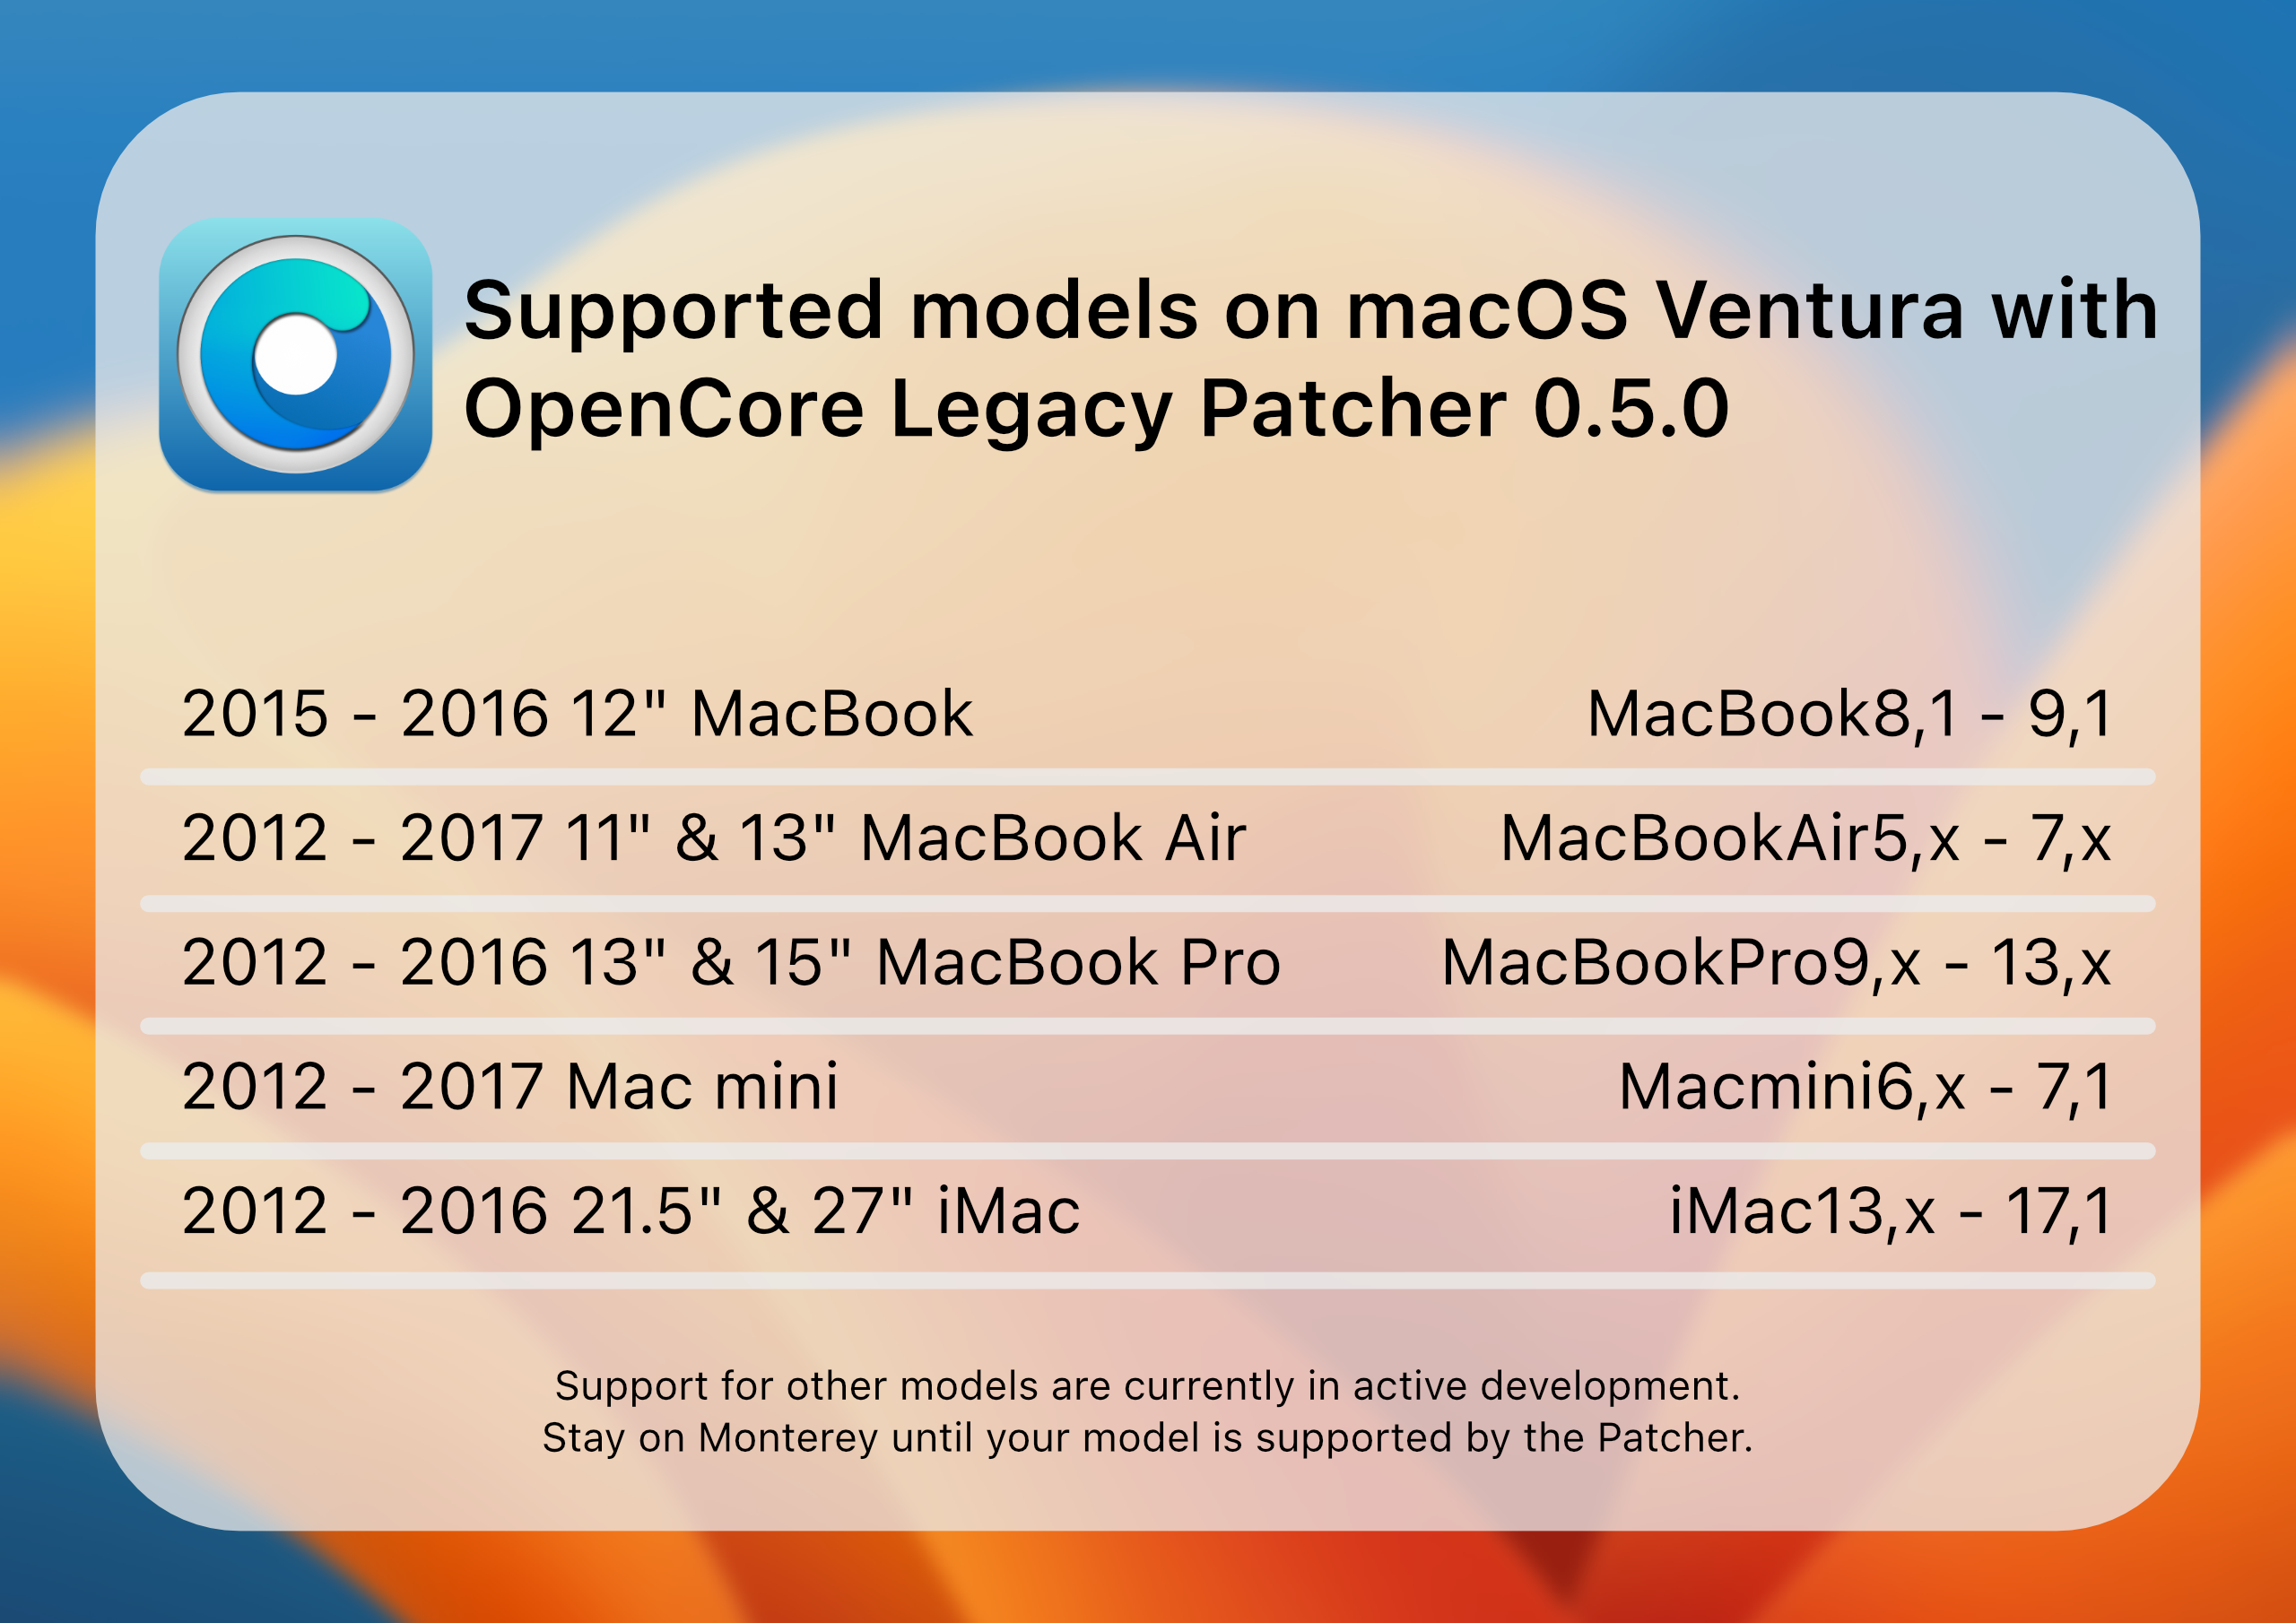 Supported models on macOS Ventura with
OpenCore Legacy Patcher 0.5.0
2015 - 2016 12" MacBook MacBook8,1 - 9,1
2012 - 2017 11" & 13" MacBook Air MacBookAir5,x - 7,x
2012 - 2016 13" & 15" MacBook Pro MacBookPro9,x - 13,x
2012 - 2017 Mac mini Macmini6,x - 7,1
2012 - 2016 21.5" & 27" iMac iMac13,x - 17,1
Support for other models are currently in active development.
Stay on Monterey until your model is supported by the Patcher.